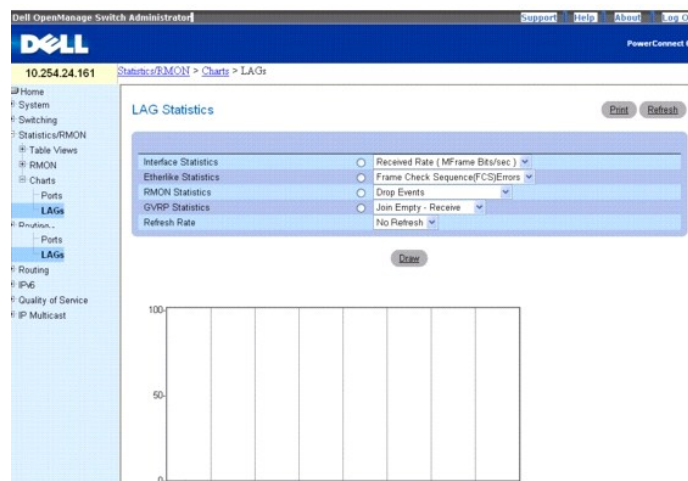 Dell OpenManage Switch Administrator
Support Help About Log O
DELL
PowerConnect
10.254.24.161
Statistics/RMON > Charts > LAGs
Home
System
Switching
Statistics/RMON
Table Views
RMON
Charts
Ports
LAGs
Ports
LAGs
Routing
IPv6
Quality of Service
IP Multicast
LAG Statistics
Print Refresh
Interface Statistics Received Rate ( MFrame Bits/sec )
Etherlike Statistics Frame Check Sequence(FCS)Errors
RMON Statistics Drop Events
GVRP Statistics Join Empty - Receive
Refresh Rate No Refresh
Draw
100
50
0